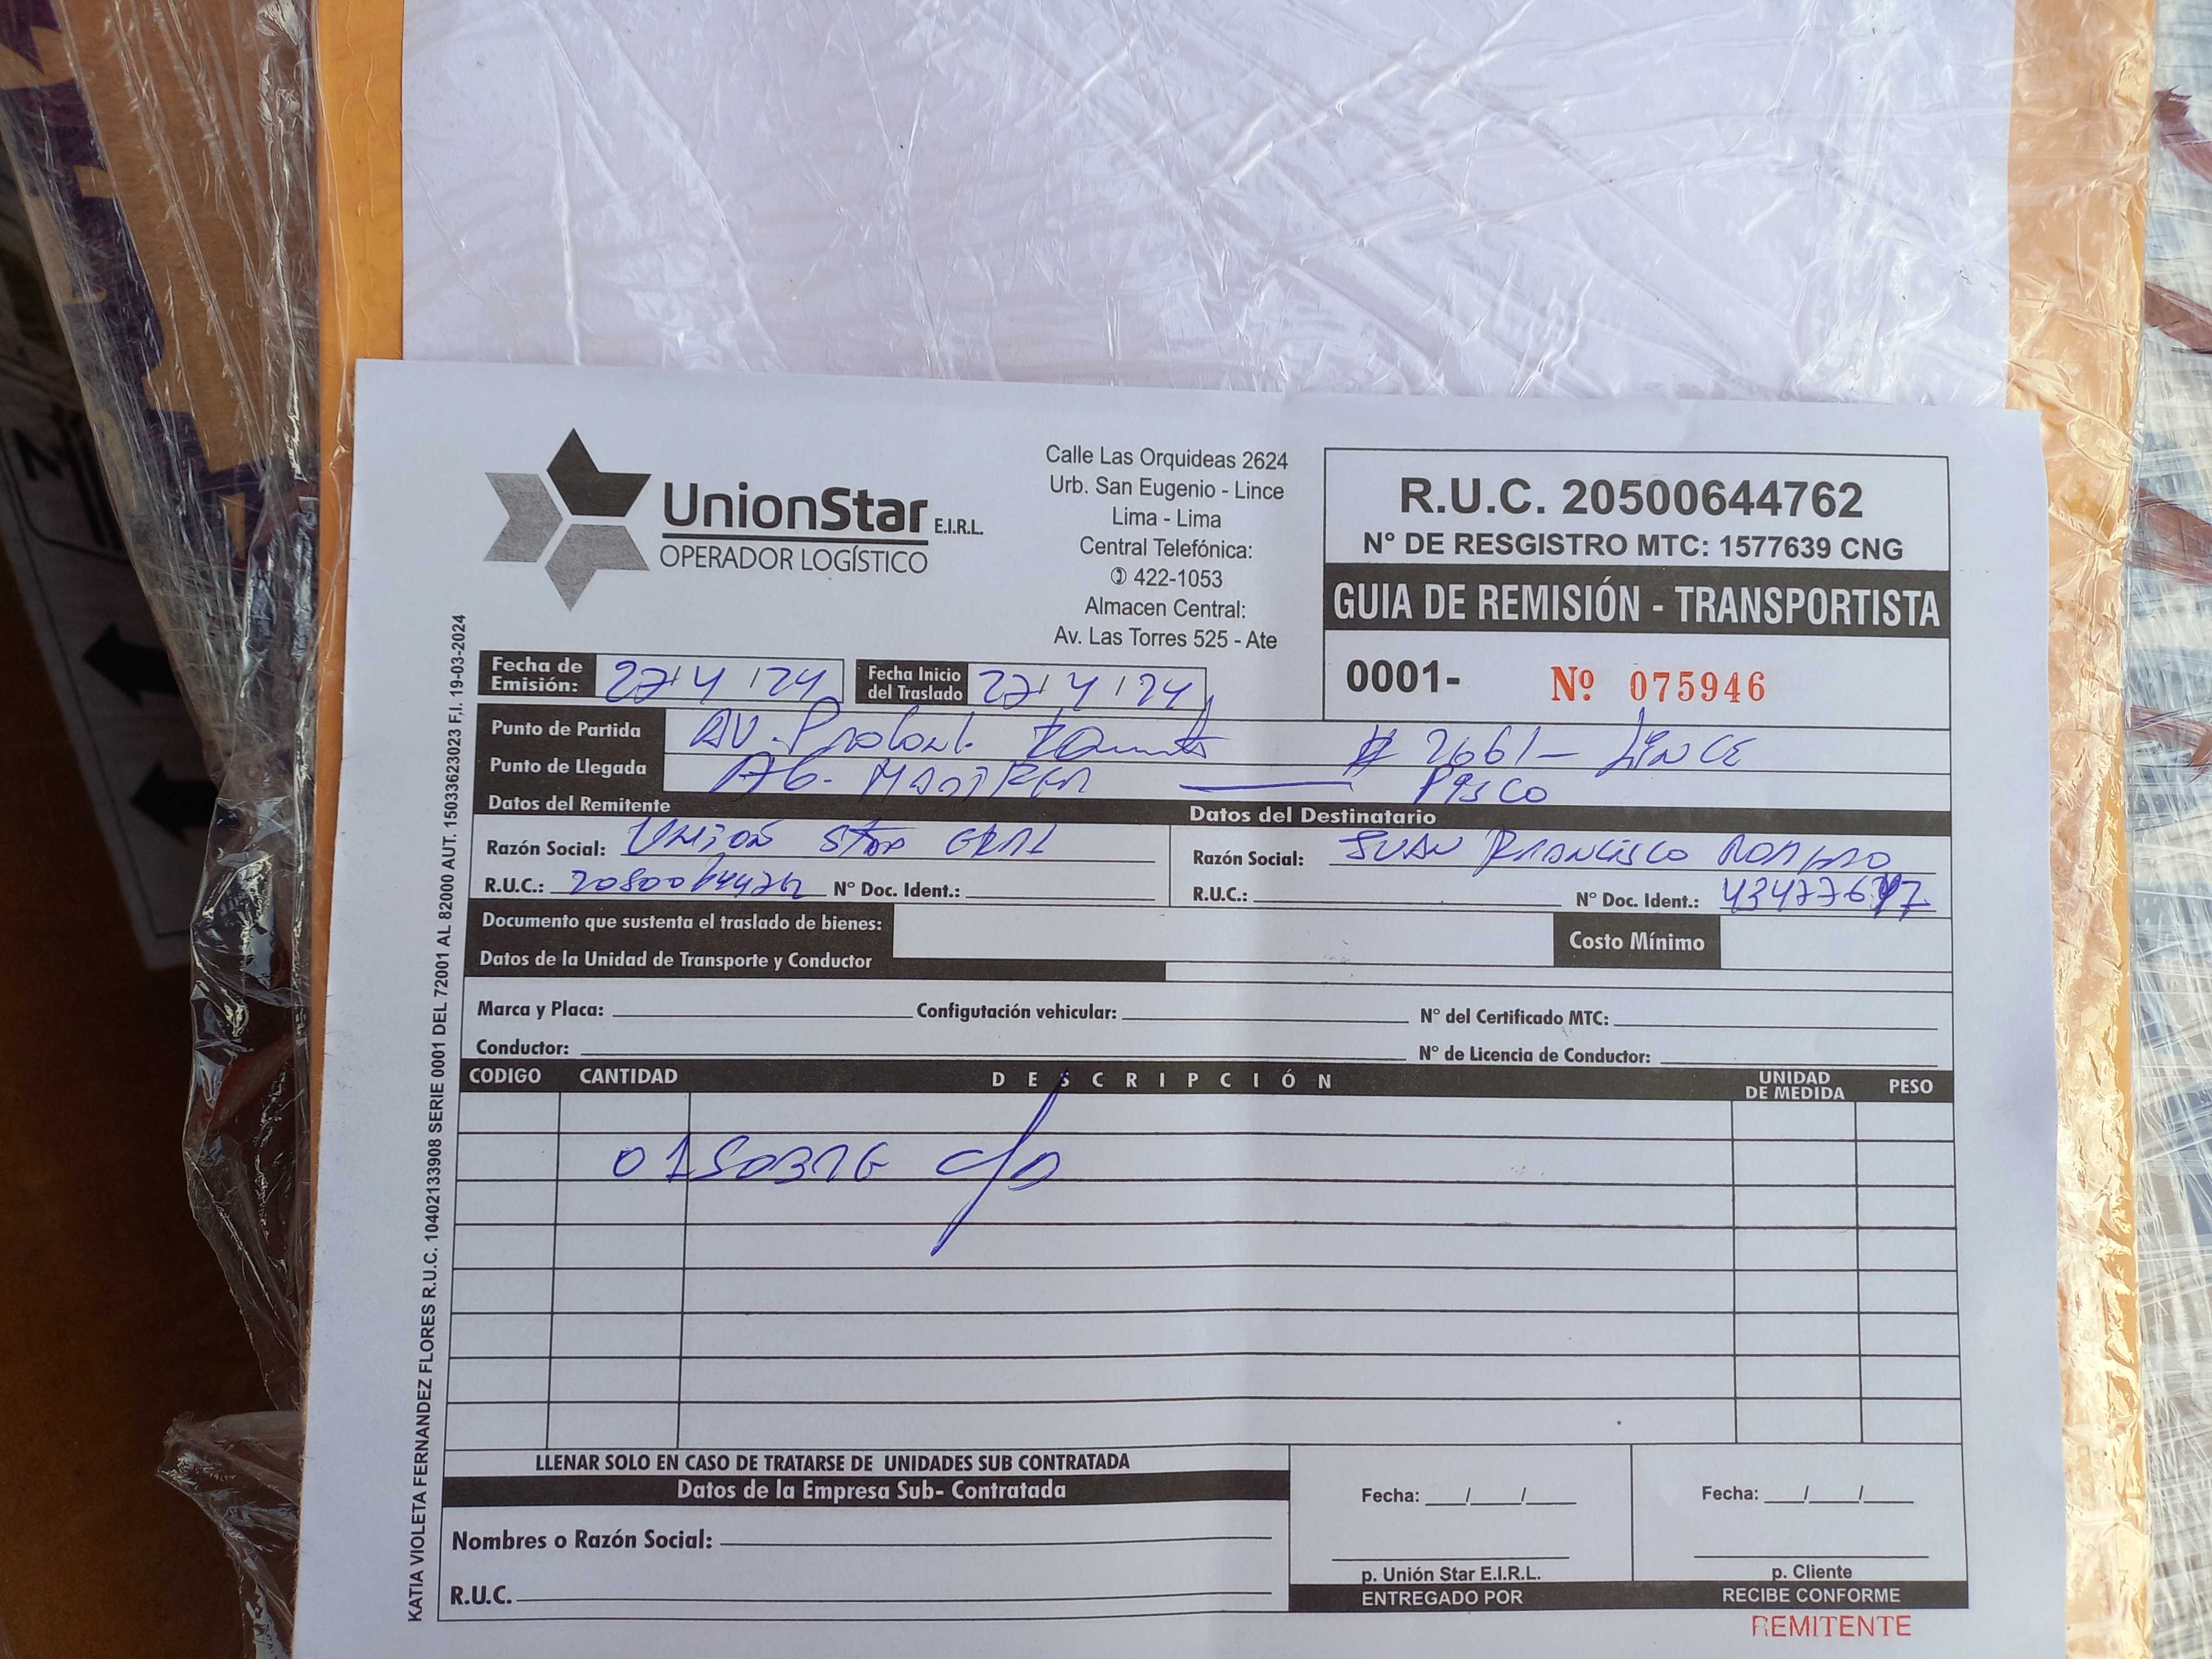 UnionStar E.I.R.L.
OPERADOR LOGÍSTICO
Calle Las Orquideas 2624
Urb. San Eugenio - Lince
Lima - Lima
Central Telefónica:
✆ 422-1053
Almacen Central:
Av. Las Torres 525 - Ate
R.U.C. 20500644762
N° DE RESGISTRO MTC: 1577639 CNG
GUIA DE REMISIÓN - TRANSPORTISTA
0001- Nº 075946
Fecha de Emisión: 27/4/24 Fecha Inicio del Traslado 27/4/24
Punto de Partida AV. # 2661 - LINCE
Punto de Llegada PISCO
Datos del Remitente Datos del Destinatario
Razón Social: UNION STAR Razón Social: JUAN FRANCISCO
R.U.C.: N° Doc. Ident.: R.U.C.: N° Doc. Ident.:
Documento que sustenta el traslado de bienes: Costo Mínimo
Datos de la Unidad de Transporte y Conductor
Marca y Placa: Configutación vehicular: N° del Certificado MTC:
Conductor: N° de Licencia de Conductor:
CODIGO CANTIDAD DESCRIPCIÓN UNIDAD DE MEDIDA PESO
01
LLENAR SOLO EN CASO DE TRATARSE DE UNIDADES SUB CONTRATADA
Datos de la Empresa Sub- Contratada
Nombres o Razón Social:
R.U.C.
Fecha: / / Fecha: / /
p. Unión Star E.I.R.L. p. Cliente
ENTREGADO POR RECIBE CONFORME
REMITENTE
KATIA VIOLETA FERNANDEZ FLORES R.U.C. 10402133908 SERIE 0001 DEL 72001 AL 82000 AUT. 15033623023 F.I. 19-03-2024